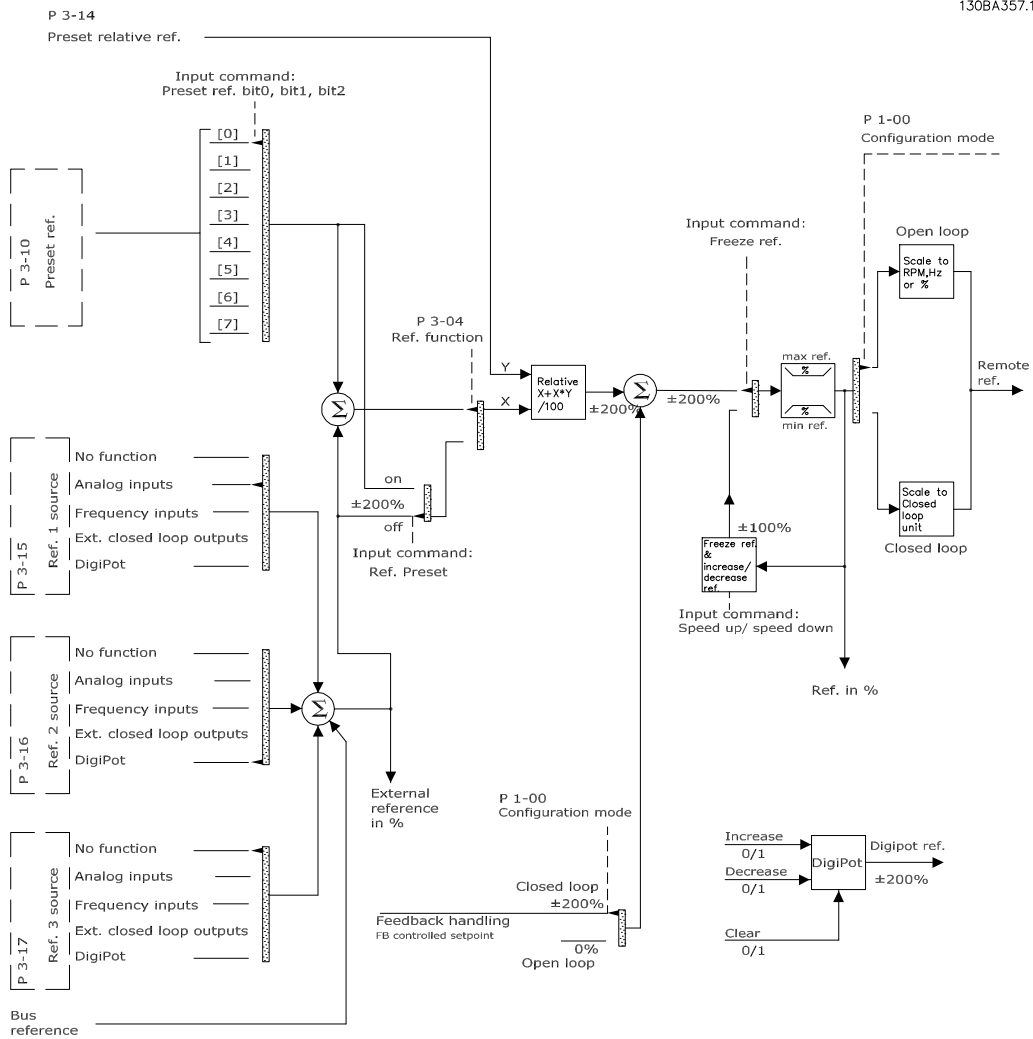 130BA357.1
P 3-14
Preset relative ref.
Input command:
Preset ref. bit0, bit1, bit2
P 3-10
Preset ref.
[0]
[1]
[2]
[3]
[4]
[5]
[6]
[7]
P 1-00
Configuration mode
Input command:
Freeze ref.
Open loop
Scale to
RPM,Hz
or %
P 3-04
Ref. function
Y
X
Relative
X+X*Y
/100
±200%
Σ
±200%
max ref.
%
%
min ref.
Remote
ref.
Σ
on
±200%
off
Input command:
Ref. Preset
Scale to
Closed
loop
unit
Closed loop
±100%
Freeze ref.
&
increase/
decrease
ref.
Input command:
Speed up/ speed down
Ref. in %
P 3-15
Ref. 1 source
No function
Analog inputs
Frequency inputs
Ext. closed loop outputs
DigiPot
P 3-16
Ref. 2 source
No function
Analog inputs
Frequency inputs
Ext. closed loop outputs
DigiPot
Σ
External
reference
in %
P 3-17
Ref. 3 source
No function
Analog inputs
Frequency inputs
Ext. closed loop outputs
DigiPot
Bus
reference
P 1-00
Configuration mode
Closed loop
±200%
Feedback handling
FB controlled setpoint
0%
Open loop
Increase
0/1
Decrease
0/1
Clear
0/1
DigiPot
Digipot ref.
±200%